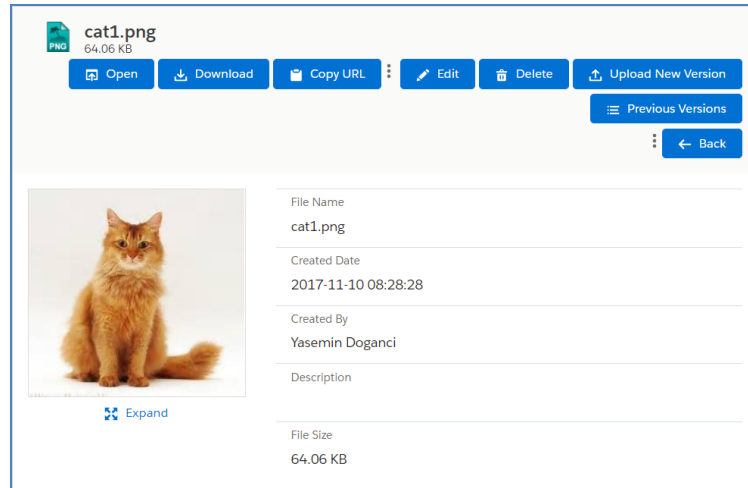 cat1.png
PNG
64.06 KB
Open
Download
Copy URL
Edit
Delete
Upload New Version
Previous Versions
Back
File Name
cat1.png
Created Date
2017-11-10 08:28:28
Created By
Yasemin Doganci
Description
Expand
File Size
64.06 KB